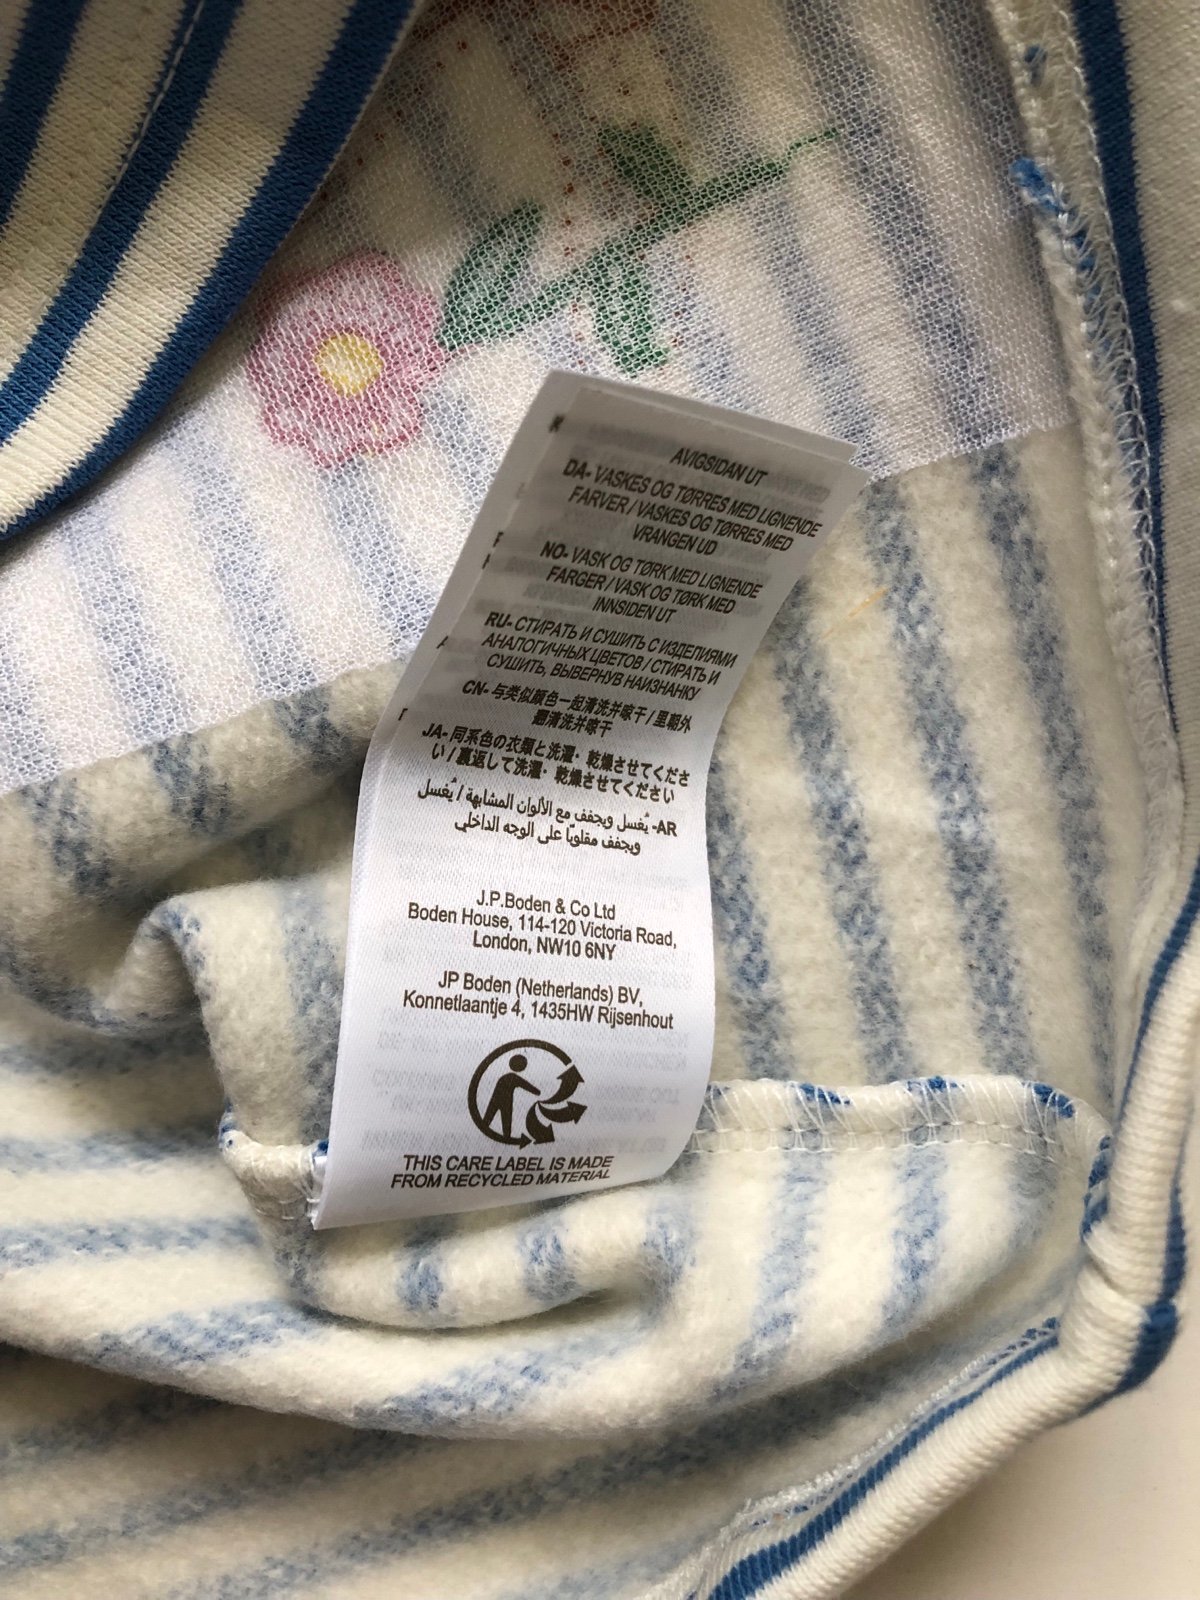 AVIGSIDAN UT
DA- VASKES OG TØRRES MED LIGNENDE
FARVER / VASKES OG TØRRES MED
VRANGEN UD
NO- VASK OG TØRK MED LIGNENDE
FARGER / VASK OG TØRK MED
INNSIDEN UT
RU- СТИРАТЬ И СУШИТЬ С ИЗДЕЛИЯМИ
АНАЛОГИЧНЫХ ЦВЕТОВ / СТИРАТЬ И
СУШИТЬ, ВЫВЕРНУВ НАИЗНАНКУ
CN- 与类似颜色一起清洗并晾干 / 里朝外
翻清洗并晾干
JA- 同系色の衣類と洗濯・乾燥させてくださ
い / 裏返して洗濯・乾燥させてください
AR- يُغسل ويجفف مع الألوان المشابهة / يُغسل
ويجفف مقلوبًا على الوجه الداخلي
J.P.Boden & Co Ltd
Boden House, 114-120 Victoria Road,
London, NW10 6NY
JP Boden (Netherlands) BV,
Konnetlaantje 4, 1435HW Rijsenhout
THIS CARE LABEL IS MADE
FROM RECYCLED MATERIAL